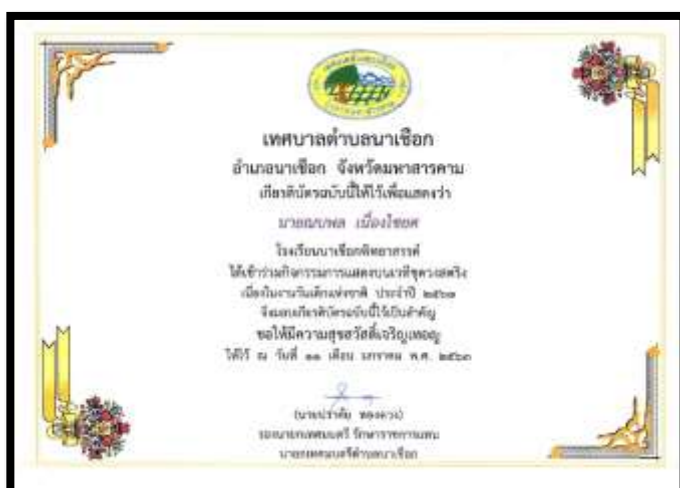 เทศบาลตำบลนาเชือก
อำเภอนาเชือก จังหวัดมหาสารคาม
เกียรติบัตรฉบับนี้ให้ไว้เพื่อแสดงว่า
โรงเรียนนาเชือกพิทยาสรรค์
ได้เข้าร่วมกิจกรรมการแสดงบนเวทีชุดวงสตริง
เนื่องในงานวันเด็กแห่งชาติ ประจำปี
จึงมอบเกียรติบัตรฉบับนี้ไว้เป็นสำคัญ
ขอให้มีความสุขสวัสดิ์เจริญเทอญ
ให้ไว้ ณ วันที่ ๑๑ เดือน มกราคม พ.ศ. ๒๕๖๓
รองนายกเทศมนตรี รักษาราชการแทน
นายกเทศมนตรีตำบลนาเชือก